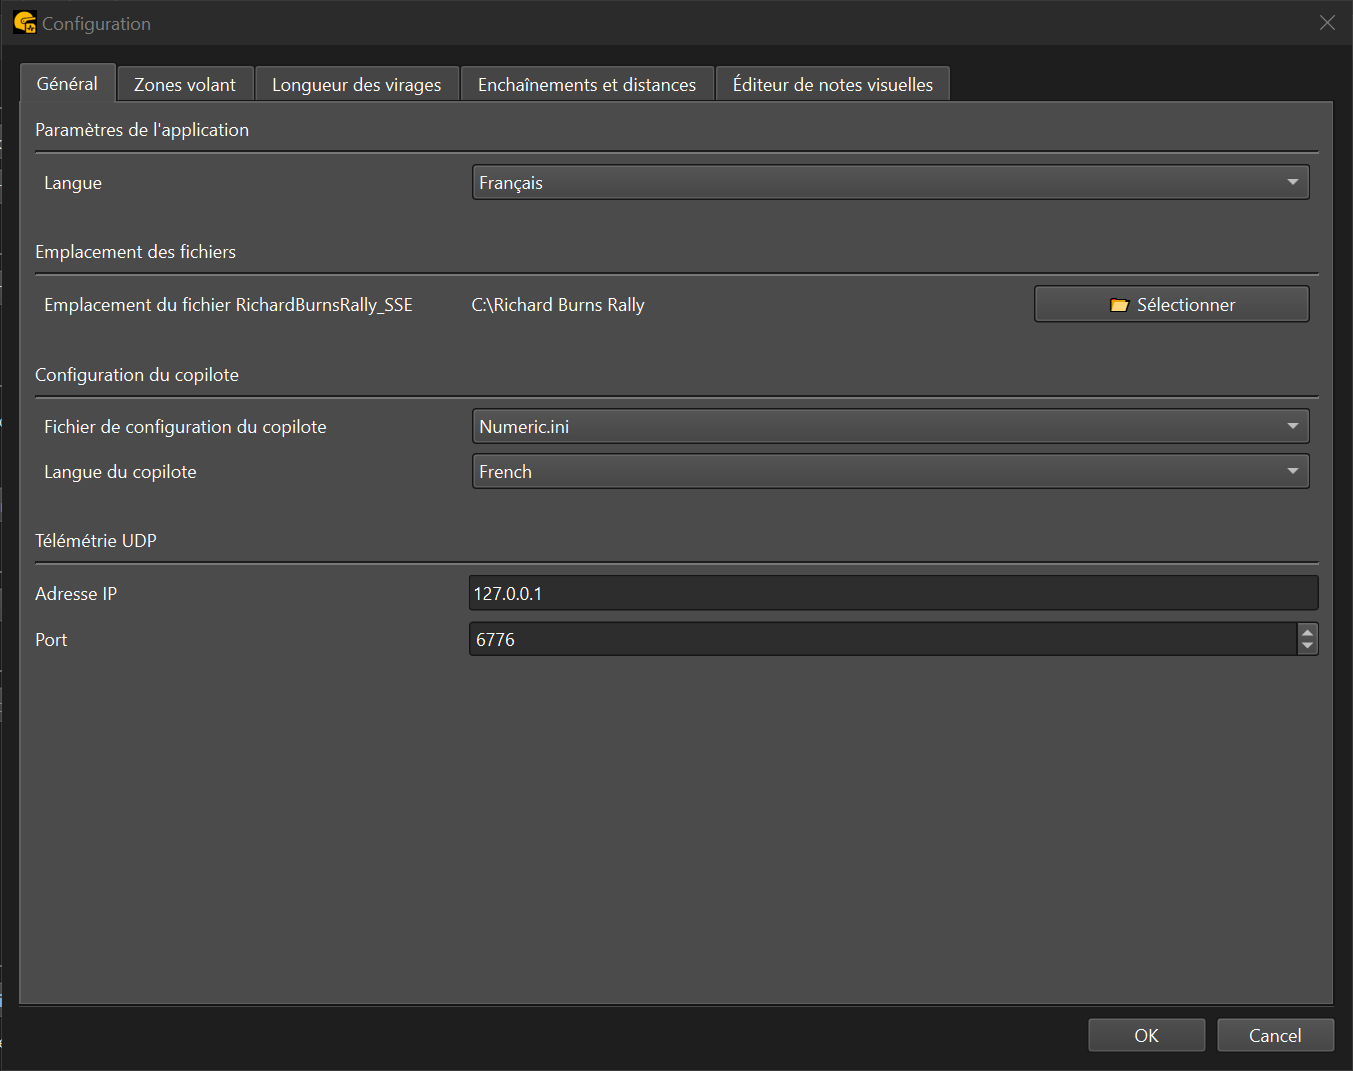 Configuration
Général
Zones volant
Longueur des virages
Enchaînements et distances
Éditeur de notes visuelles
Paramètres de l'application
Langue
Français
Emplacement des fichiers
Emplacement du fichier RichardBurnsRally_SSE
C:\Richard Burns Rally
Sélectionner
Configuration du copilote
Fichier de configuration du copilote
Numeric.ini
Langue du copilote
French
Télémétrie UDP
Adresse IP
127.0.0.1
Port
6776
OK
Cancel